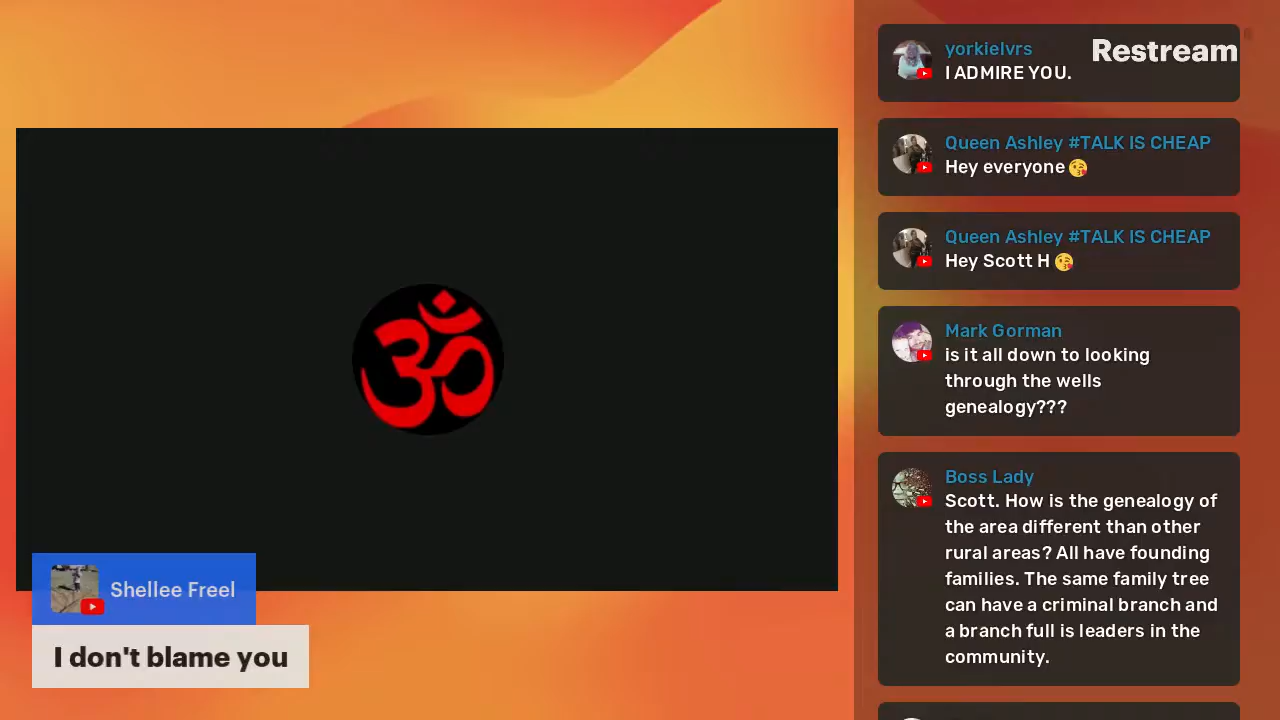 yorkielvrs
Restream
I ADMIRE YOU.
Queen Ashley #TALK IS CHEAP
Hey everyone 😘
Queen Ashley #TALK IS CHEAP
Hey Scott H 😘
Mark Gorman
is it all down to looking
through the wells
genealogy???
Boss Lady
Scott. How is the genealogy of
the area different than other
rural areas? All have founding
families. The same family tree
can have a criminal branch and
a branch full is leaders in the
community.
ॐ
Shellee Freel
I don't blame you